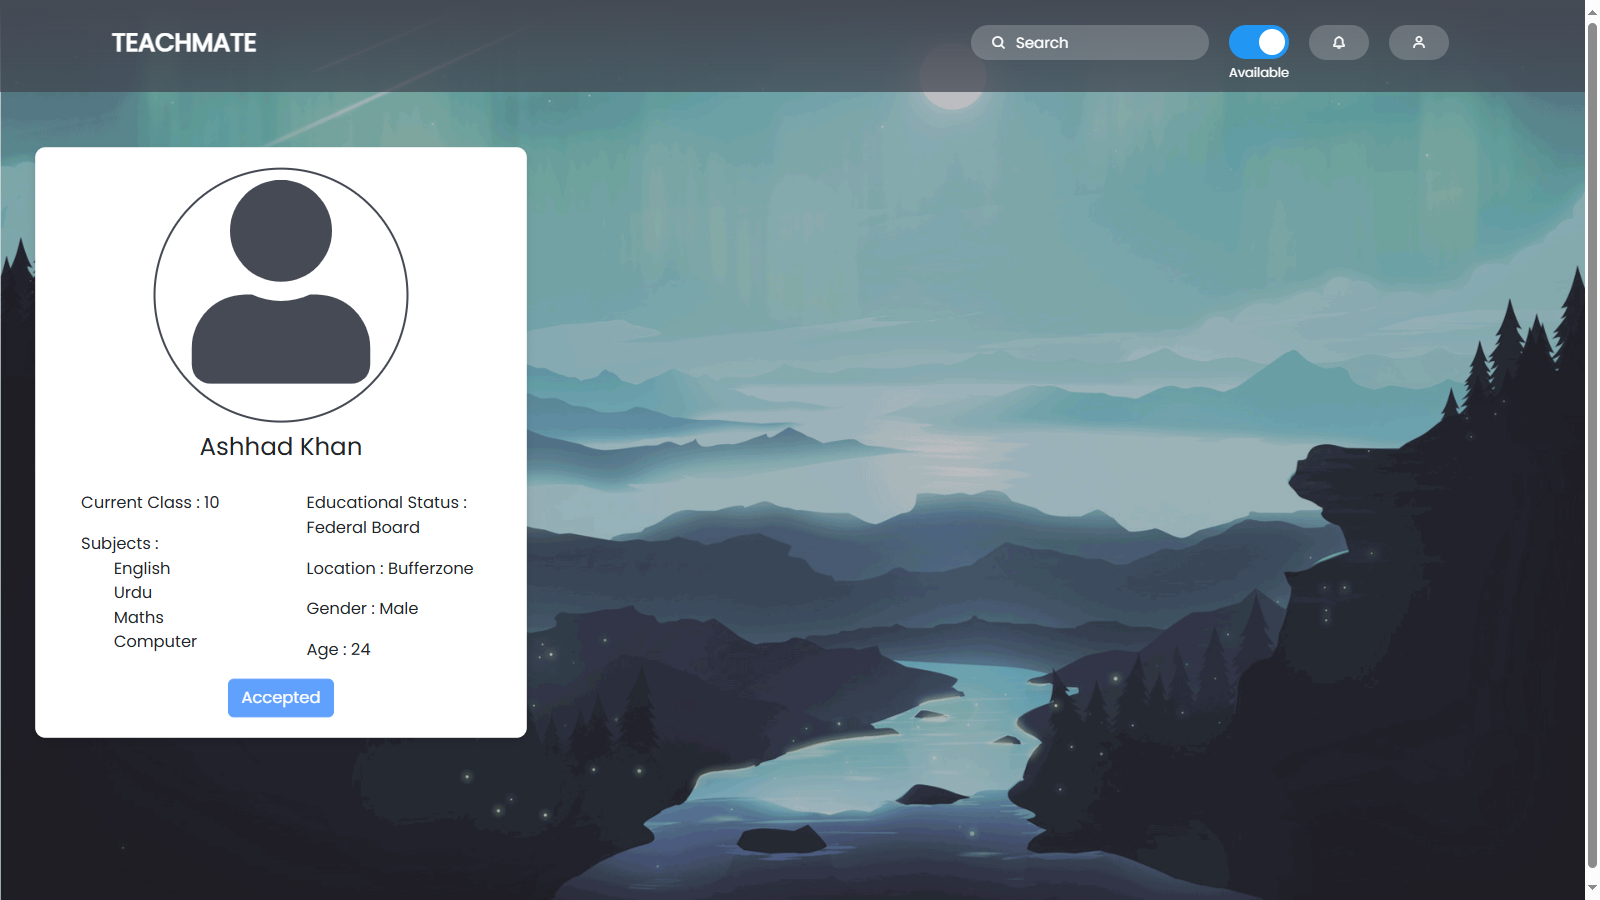 TEACHMATE
Search
Available
Ashhad Khan
Current Class : 10
Subjects :
English
Urdu
Maths
Computer
Educational Status :
Federal Board
Location : Bufferzone
Gender : Male
Age : 24
Accepted